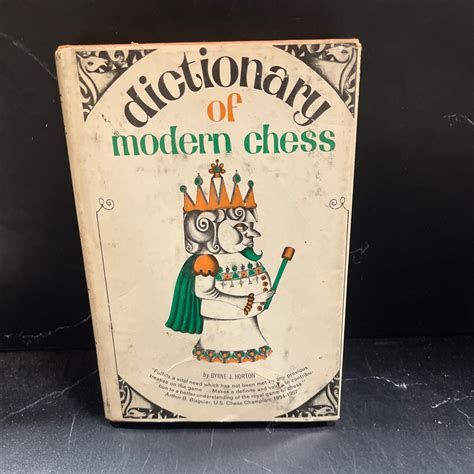 dictionary
of
modern chess
by BYRNE J. HORTON
"Fulfills a vital need which has not been met by any previous
treatise on the game . . . Makes a definite and valuable contribu-
tion to a better understanding of the royal game of chess."
Arthur B. Bisguier, U.S. Chess Champion, 1954-1957